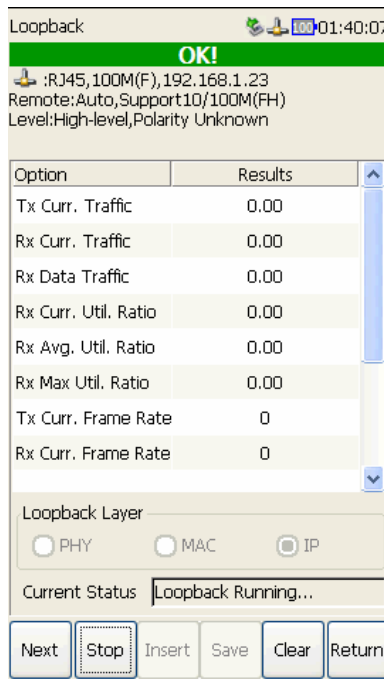 Loopback 100 01:40:07
OK!
:RJ45,100M(F),192.168.1.23
Remote:Auto,Support10/100M(FH)
Level:High-level,Polarity Unknown
Option Results
Tx Curr. Traffic 0.00
Rx Curr. Traffic 0.00
Rx Data Traffic 0.00
Rx Curr. Util. Ratio 0.00
Rx Avg. Util. Ratio 0.00
Rx Max Util. Ratio 0.00
Tx Curr. Frame Rate 0
Rx Curr. Frame Rate 0
Loopback Layer
PHY MAC IP
Current Status Loopback Running...
Next Stop Insert Save Clear Return